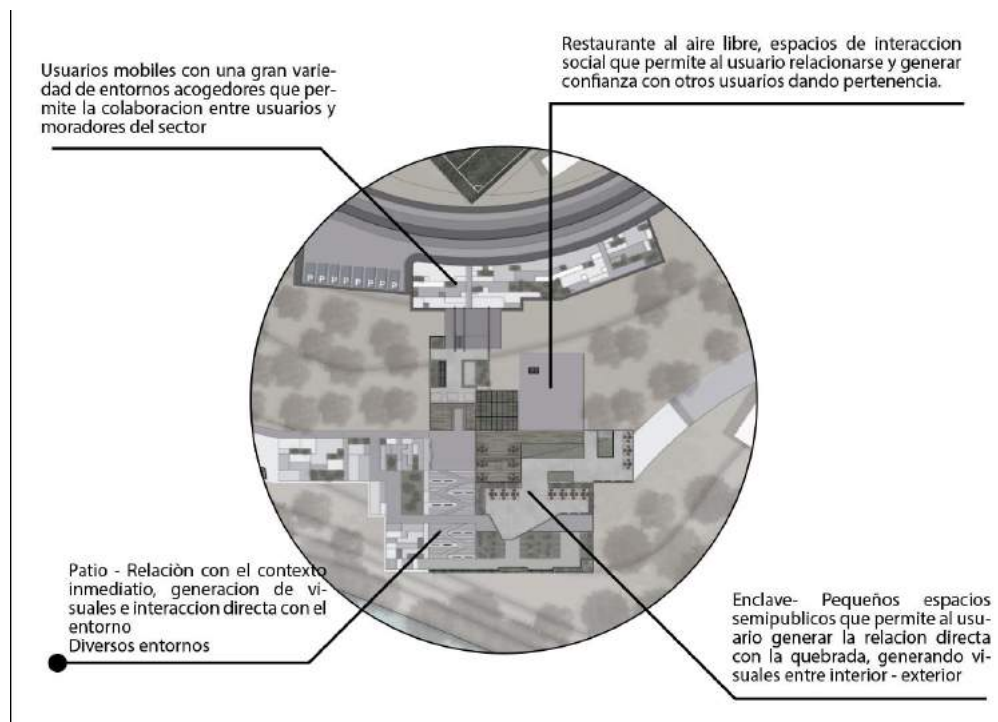 Usuarios mobiles con una gran varie-
dad de entornos acogedores que per-
mite la colaboracion entre usuarios y
moradores del sector
Restaurante al aire libre, espacios de interaccion
social que permite al usuario relacionarse y generar
confianza con otros usuarios dando pertenencia.
P P P P P P P P
Patio - Relaciòn con el contexto
inmediatio, generacion de vi-
suales e interaccion directa con el
entorno
Diversos entornos
Enclave- Pequeños espacios
semipublicos que permite al usu-
ario generar la relacion directa
con la quebrada, generando vi-
suales entre interior - exterior